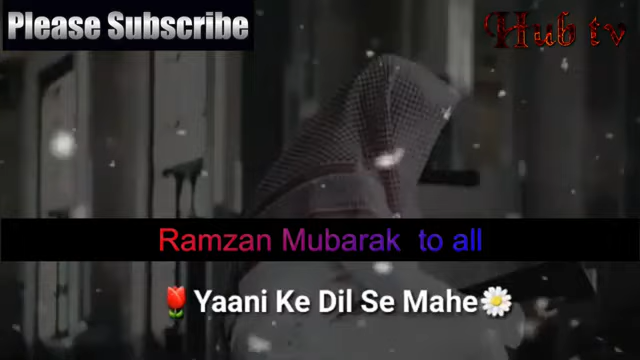 Please Subscribe
Hub tv
Ramzan Mubarak to all
🌷Yaani Ke Dil Se Mahe🌼